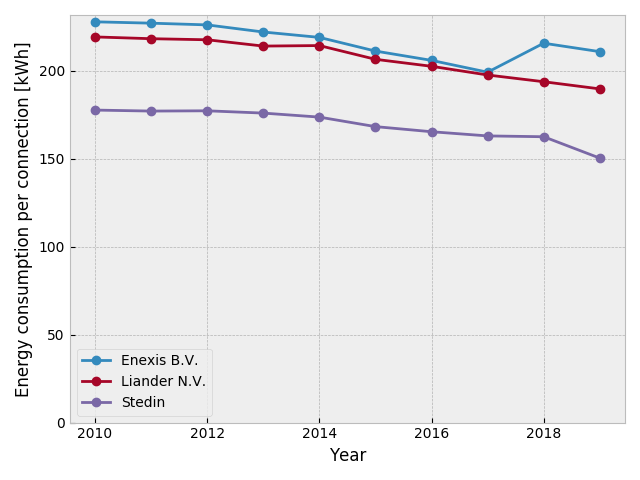 Energy consumption per connection [kWh]
200
150
100
50
0
Enexis B.V.
Liander N.V.
Stedin
2010 2012 2014 2016 2018
Year